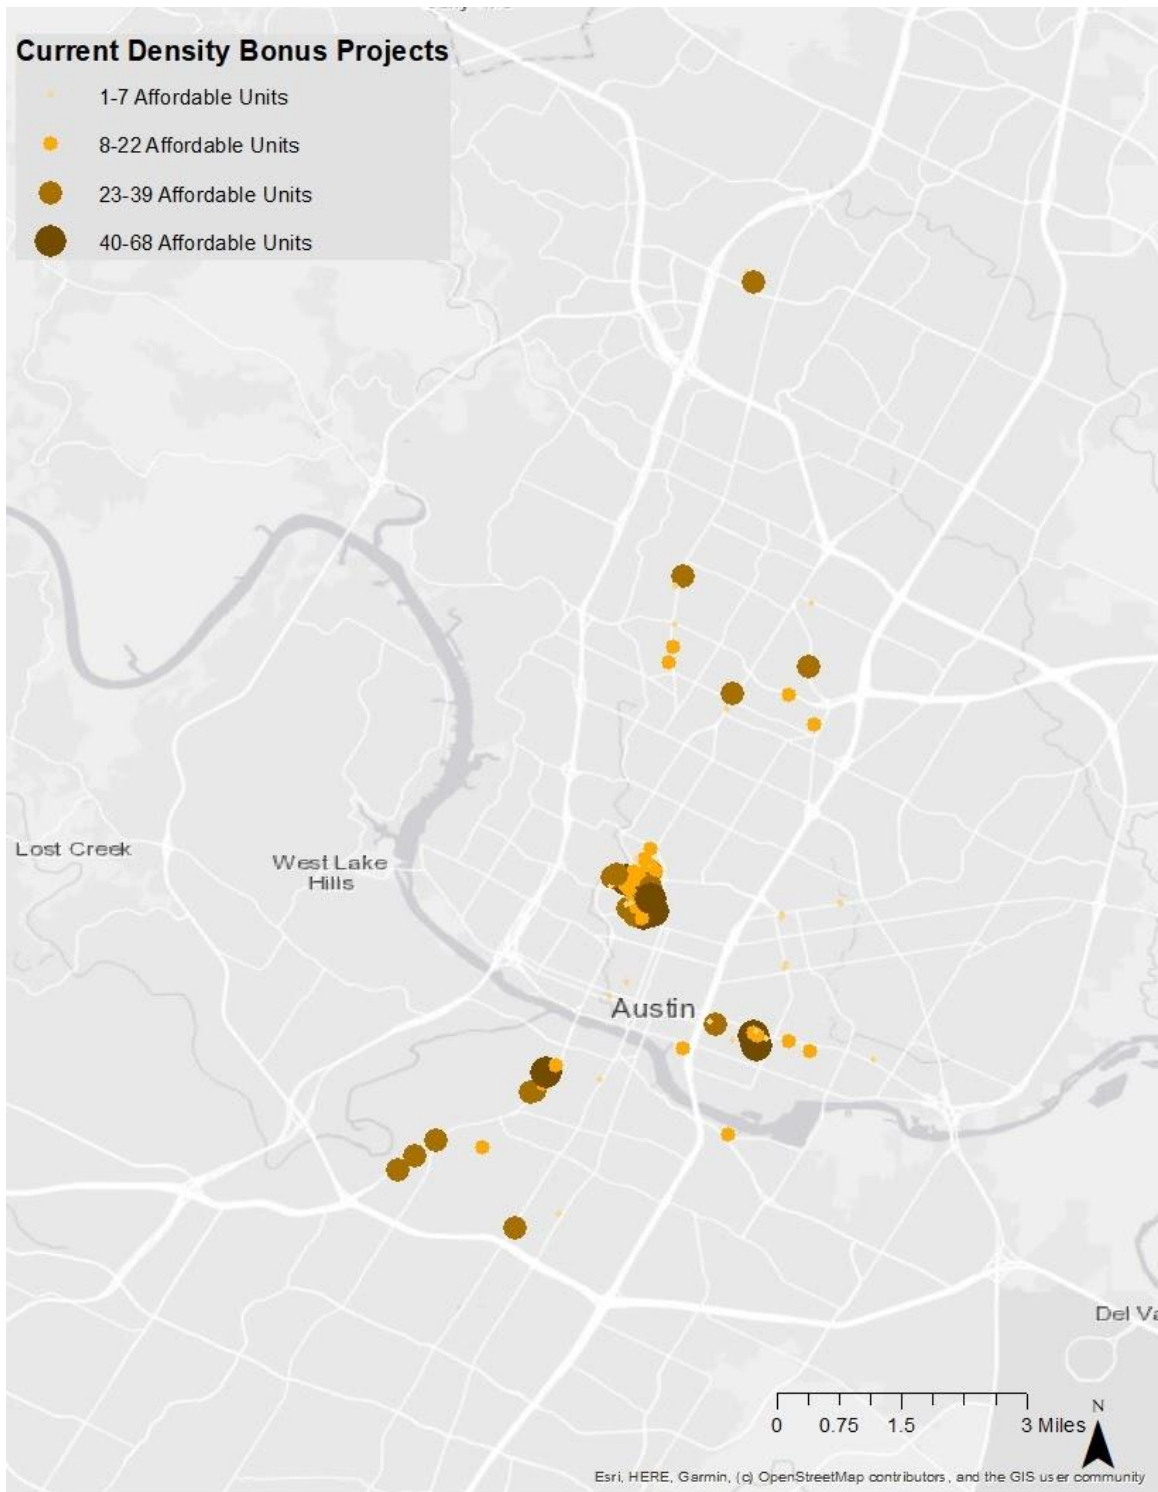 Current Density Bonus Projects
1-7 Affordable Units
8-22 Affordable Units
23-39 Affordable Units
40-68 Affordable Units
Lost Creek
West Lake
Hills
Austin
Del Va
0 0.75 1.5 3 Miles
N
Esri, HERE, Garmin, (c) OpenStreetMap contributors, and the GIS user community